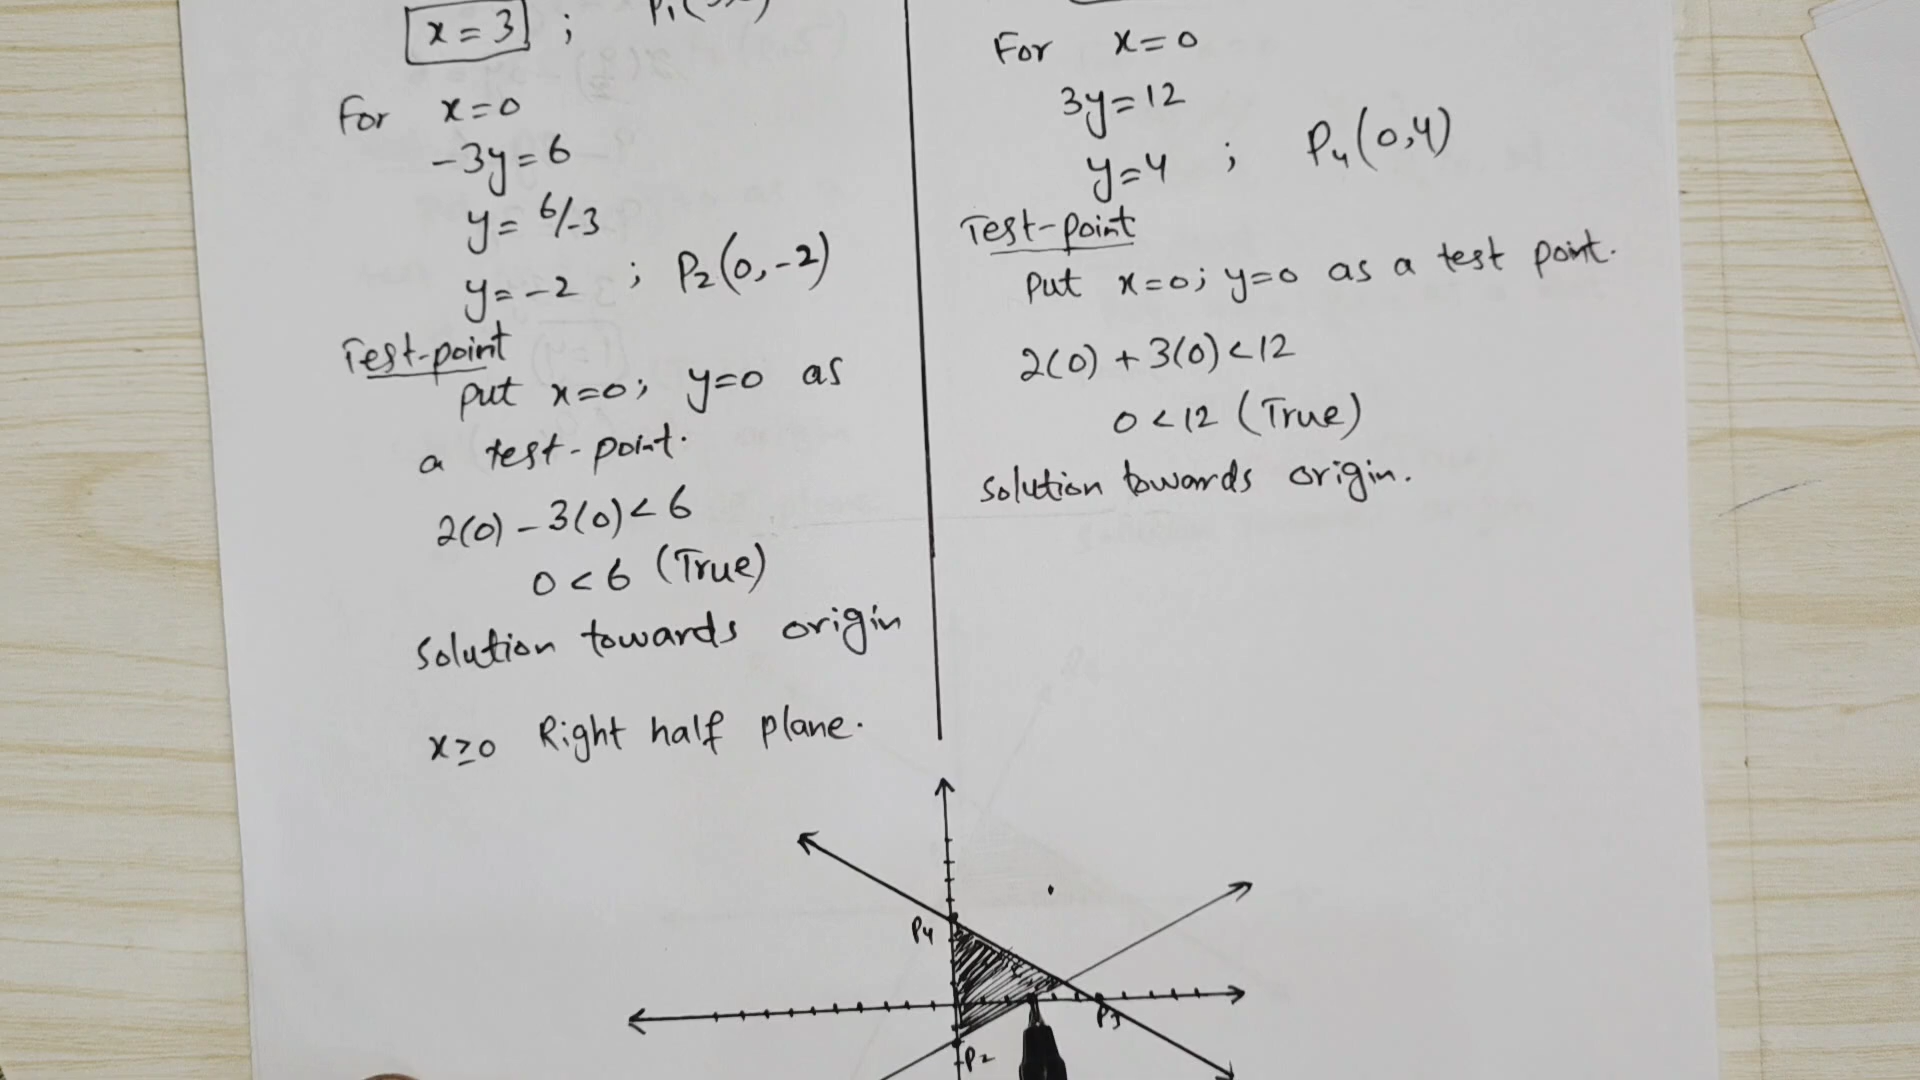 x = 3 ;
For x=0
-3y=6
y= 6/-3
y=-2 ; P2(0,-2)
Test-point
put x=0; y=0 as
a test-point.
2(0) - 3(0) < 6
0 < 6 (True)
Solution towards origin
x≥0 Right half plane.
For x=0
3y=12
y=4 ; P4(0,4)
Test-point
Put x=0; y=0 as a test point.
2(0) + 3(0) < 12
0 < 12 (True)
Solution towards origin.
P4
P3
P2